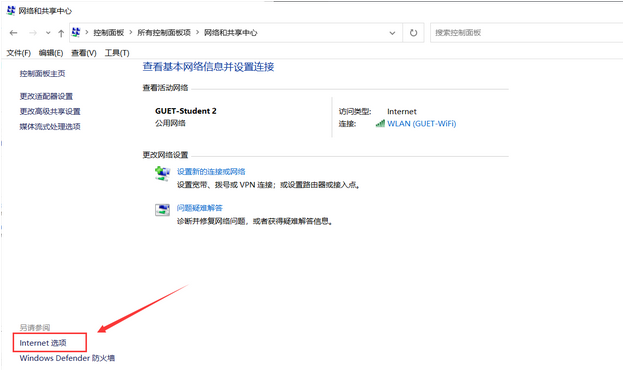 网络和共享中心
控制面板 > 所有控制面板项 > 网络和共享中心
搜索控制面板
文件(F) 编辑(E) 查看(V) 工具(T)
控制面板主页
更改适配器设置
更改高级共享设置
媒体流式处理选项
查看基本网络信息并设置连接
查看活动网络
GUET-Student 2
公用网络
访问类型: Internet
连接: WLAN (GUET-WiFi)
更改网络设置
设置新的连接或网络
设置宽带、拨号或 VPN 连接；或设置路由器或接入点。
问题疑难解答
诊断并修复网络问题，或者获得疑难解答信息。
另请参阅
Internet 选项
Windows Defender 防火墙